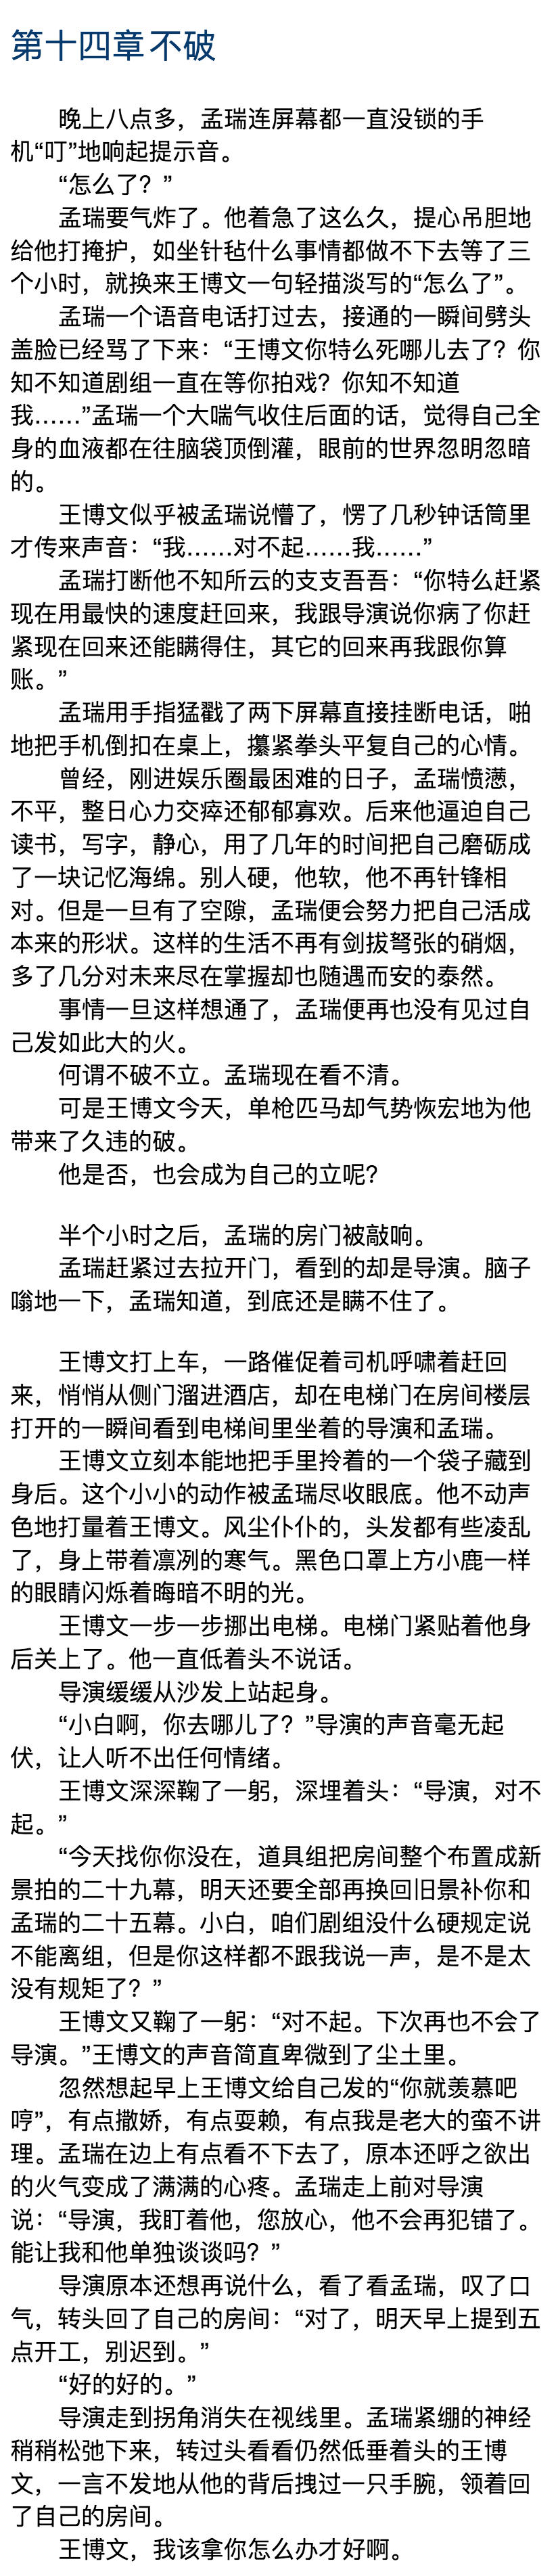 第十四章 不破
晚上八点多，孟瑞连屏幕都一直没锁的手
机“叮”地响起提示音。
“怎么了？”
孟瑞要气炸了。他着急了这么久，提心吊胆地
给他打掩护，如坐针毡什么事情都做不下去等了三
个小时，就换来王博文一句轻描淡写的“怎么了”。
孟瑞一个语音电话打过去，接通的一瞬间劈头
盖脸已经骂了下来：“王博文你特么死哪儿去了？你
知不知道剧组一直在等你拍戏？你知不知道
我……”孟瑞一个大喘气收住后面的话，觉得自己全
身的血液都在往脑袋顶倒灌，眼前的世界忽明忽暗
的。
王博文似乎被孟瑞说懵了，愣了几秒钟话筒里
才传来声音：“我……对不起……我……”
孟瑞打断他不知所云的支支吾吾：“你特么赶紧
现在用最快的速度赶回来，我跟导演说你病了你赶
紧现在回来还能瞒得住，其它的回来再我跟你算
账。”
孟瑞用手指猛戳了两下屏幕直接挂断电话，啪
地把手机倒扣在桌上，攥紧拳头平复自己的心情。
曾经，刚进娱乐圈最困难的日子，孟瑞愤懑，
不平，整日心力交瘁还郁郁寡欢。后来他逼迫自己
读书，写字，静心，用了几年的时间把自己磨砺成
了一块记忆海绵。别人硬，他软，他不再针锋相
对。但是一旦有了空隙，孟瑞便会努力把自己活成
本来的形状。这样的生活不再有剑拔弩张的硝烟，
多了几分对未来尽在掌握却也随遇而安的泰然。
事情一旦这样想通了，孟瑞便再也没有见过自
己发如此大的火。
何谓不破不立。孟瑞现在看不清。
可是王博文今天，单枪匹马却气势恢宏地为他
带来了久违的破。
他是否，也会成为自己的立呢？
半个小时之后，孟瑞的房门被敲响。
孟瑞赶紧过去拉开门，看到的却是导演。脑子
嗡地一下，孟瑞知道，到底还是瞒不住了。
王博文打上车，一路催促着司机呼啸着赶回
来，悄悄从侧门溜进酒店，却在电梯门在房间楼层
打开的一瞬间看到电梯间里坐着的导演和孟瑞。
王博文立刻本能地把手里拎着的一个袋子藏到
身后。这个小小的动作被孟瑞尽收眼底。他不动声
色地打量着王博文。风尘仆仆的，头发都有些凌乱
了，身上带着凛冽的寒气。黑色口罩上方小鹿一样
的眼睛闪烁着晦暗不明的光。
王博文一步一步挪出电梯。电梯门紧贴着他身
后关上了。他一直低着头不说话。
导演缓缓从沙发上站起身。
“小白啊，你去哪儿了？”导演的声音毫无起
伏，让人听不出任何情绪。
王博文深深鞠了一躬，深埋着头：“导演，对不
起。”
“今天找你你没在，道具组把房间整个布置成新
景拍的二十九幕，明天还要全部再换回旧景补你和
孟瑞的二十五幕。小白，咱们剧组没什么硬规定说
不能离组，但是你这样都不跟我说一声，是不是太
没有规矩了？”
王博文又鞠了一躬：“对不起。下次再也不会了
导演。”王博文的声音简直卑微到了尘土里。
忽然想起早上王博文给自己发的“你就羡慕吧
哼”，有点撒娇，有点耍赖，有点我是老大的蛮不讲
理。孟瑞在边上有点看不下去了，原本还呼之欲出
的火气变成了满满的心疼。孟瑞走上前对导演
说：“导演，我盯着他，您放心，他不会再犯错了。
能让我和他单独谈谈吗？”
导演原本还想再说什么，看了看孟瑞，叹了口
气，转头回了自己的房间：“对了，明天早上提到五
点开工，别迟到。”
“好的好的。”
导演走到拐角消失在视线里。孟瑞紧绷的神经
稍稍松弛下来，转过头看看仍然低垂着头的王博
文，一言不发地从他的背后拽过一只手腕，领着回
了自己的房间。
王博文，我该拿你怎么办才好啊。